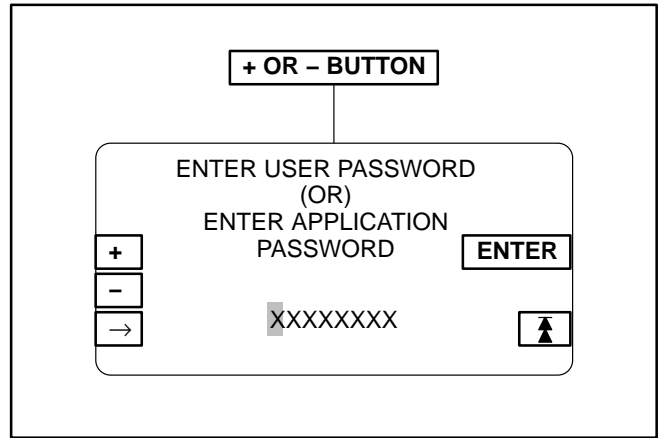 + OR – BUTTON
ENTER USER PASSWORD
(OR)
ENTER APPLICATION
PASSWORD
+
ENTER
–
→
XXXXXXXX